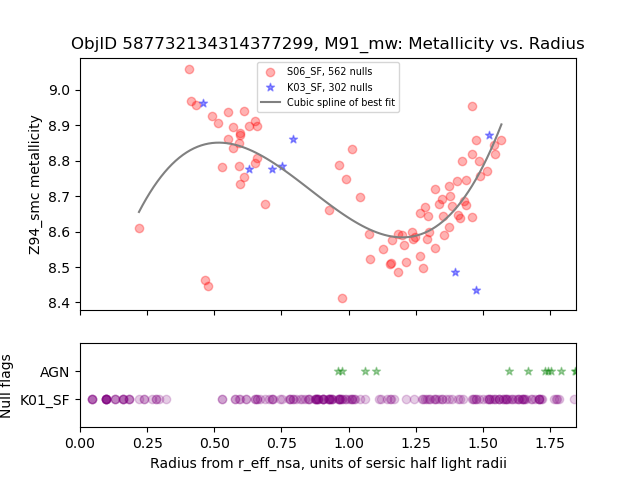 ObjID 587732134314377299, M91_mw: Metallicity vs. Radius
S06_SF, 562 nulls
K03_SF, 302 nulls
Cubic spline of best fit
Z94_smc metallicity
9.0
8.9
8.8
8.7
8.6
8.5
8.4
Null flags
AGN
K01_SF
0.00 0.25 0.50 0.75 1.00 1.25 1.50 1.75
Radius from r_eff_nsa, units of sersic half light radii